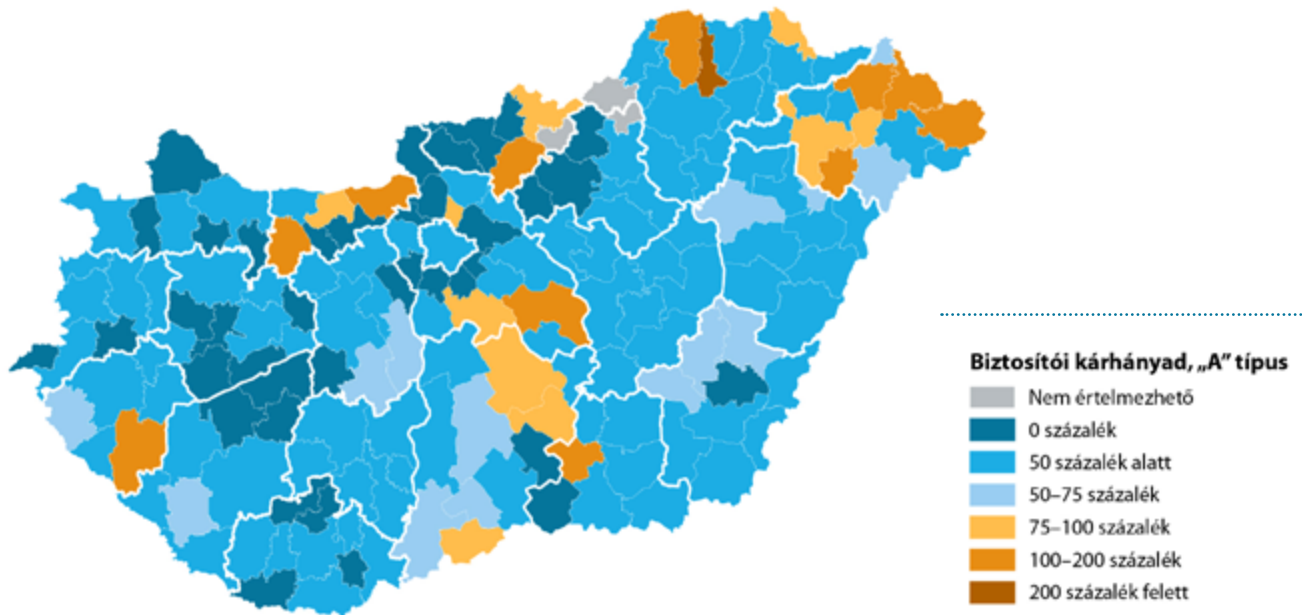 Biztosítói kárhányad, „A” típus
Nem értelmezhető
0 százalék
50 százalék alatt
50–75 százalék
75–100 százalék
100–200 százalék
200 százalék felett